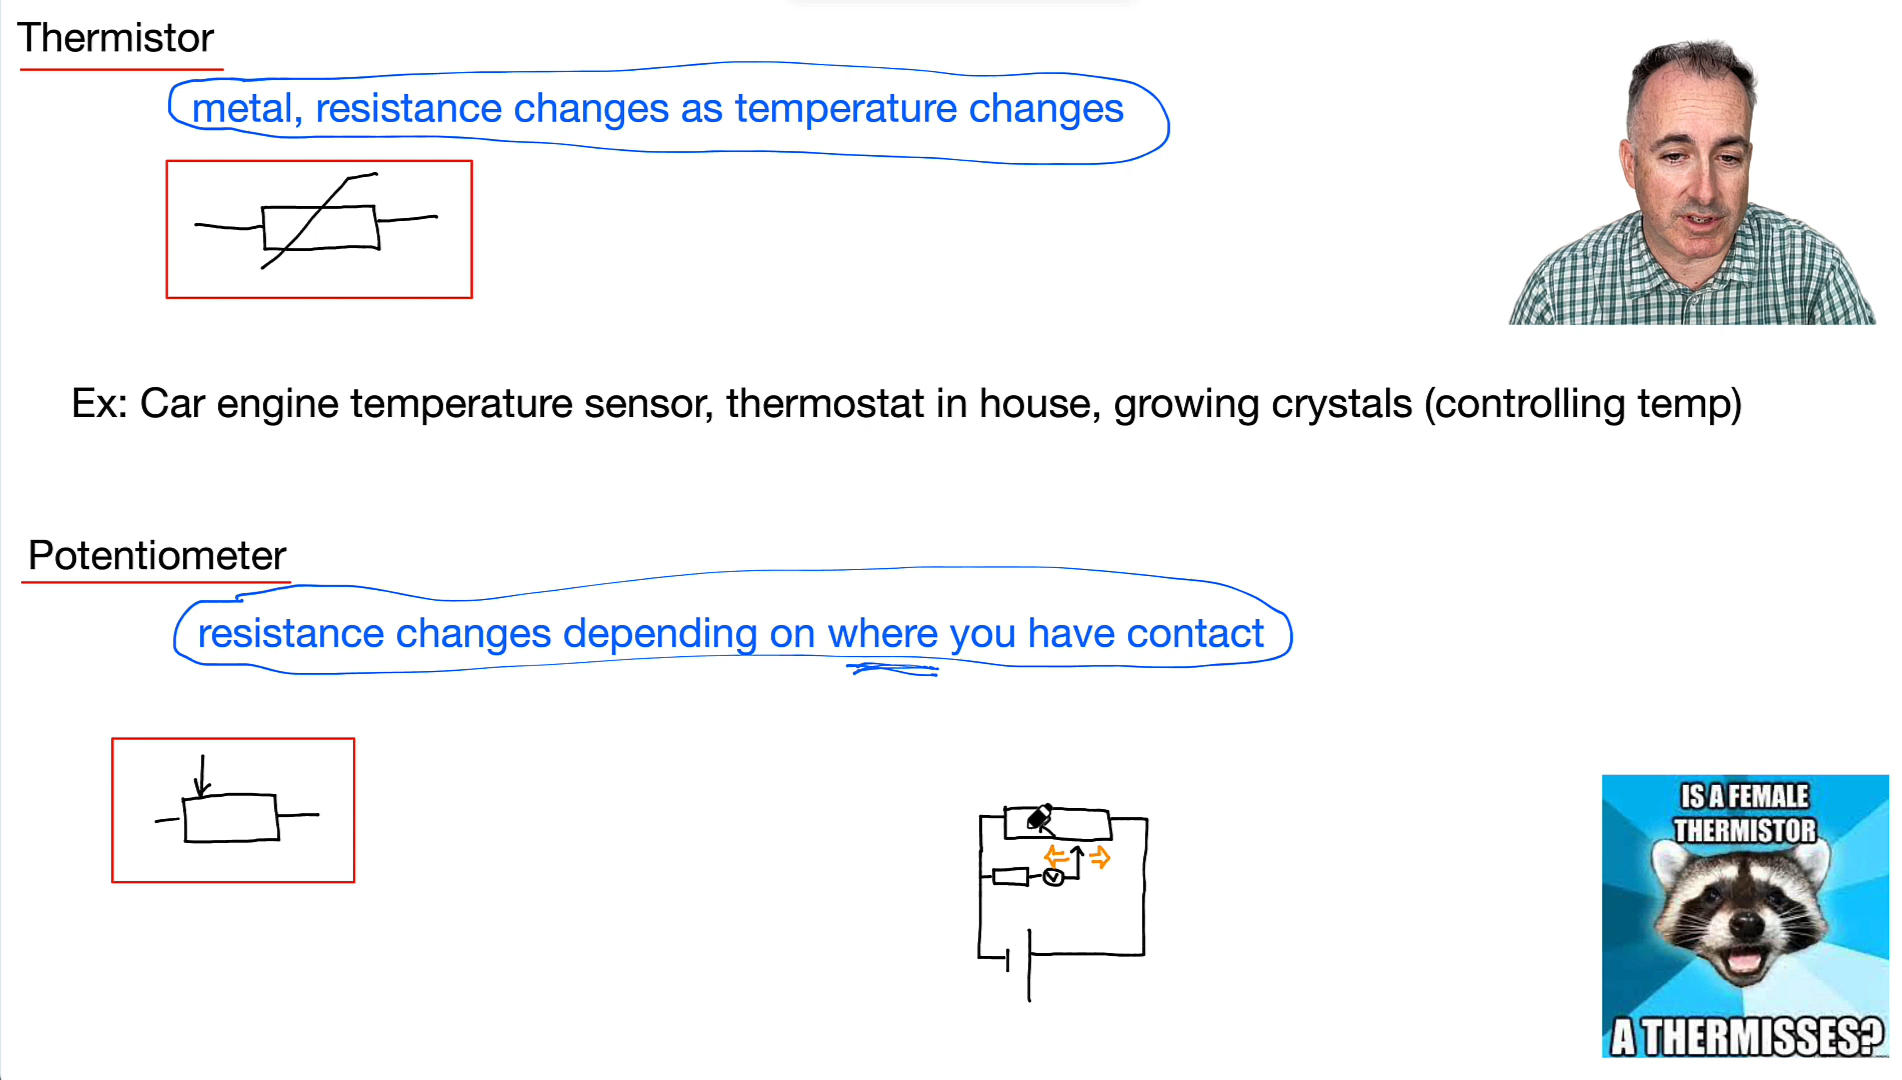 Thermistor
metal, resistance changes as temperature changes
Ex: Car engine temperature sensor, thermostat in house, growing crystals (controlling temp)
Potentiometer
resistance changes depending on where you have contact
V
IS A FEMALE
THERMISTOR
A THERMISSES?